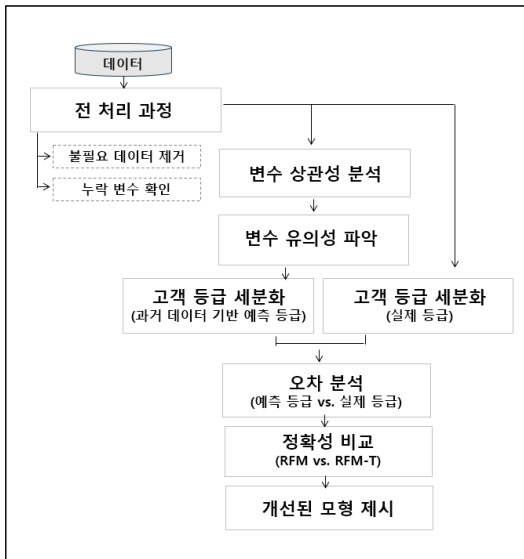 데이터
전 처리 과정
불필요 데이터 제거
누락 변수 확인
변수 상관성 분석
변수 유의성 파악
고객 등급 세분화
(과거 데이터 기반 예측 등급)
고객 등급 세분화
(실제 등급)
오차 분석
(예측 등급 vs. 실제 등급)
정확성 비교
(RFM vs. RFM-T)
개선된 모형 제시